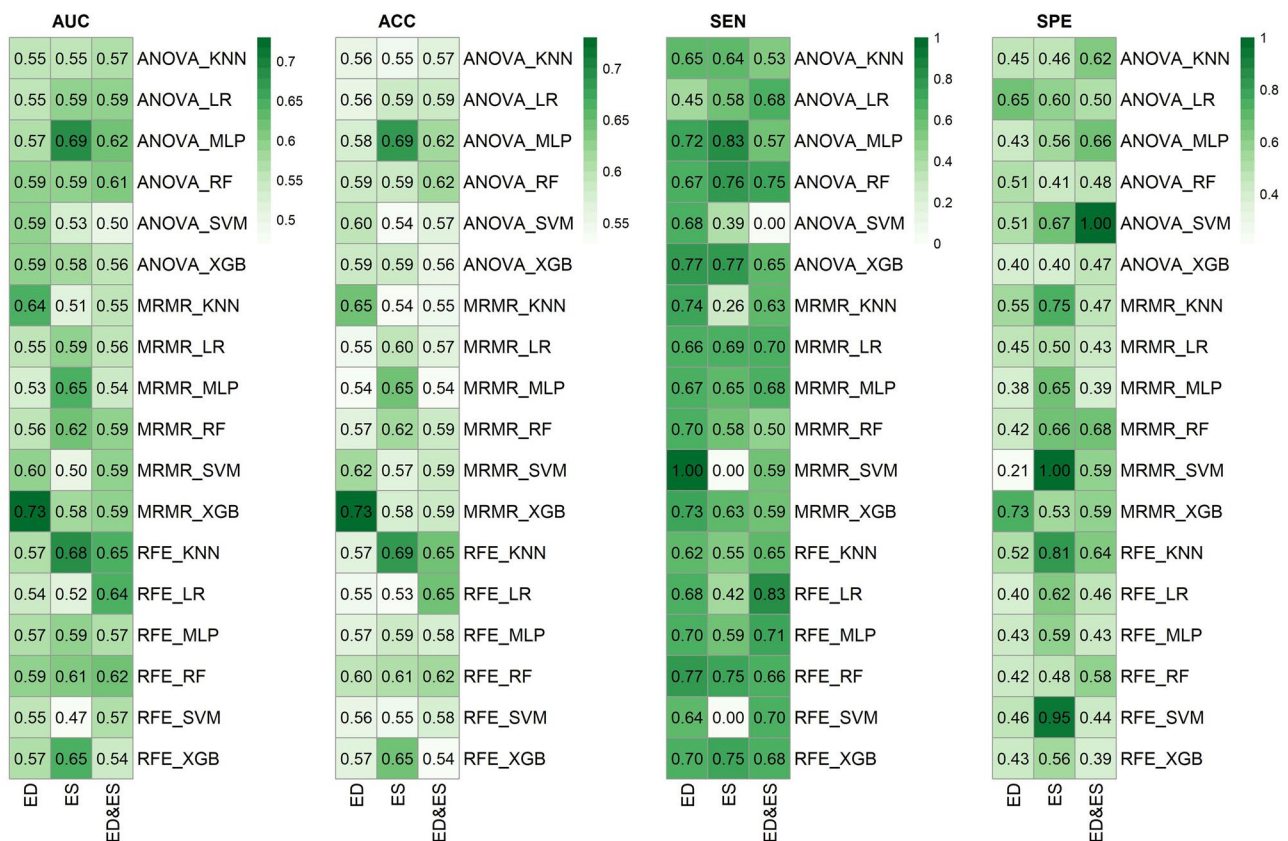 AUC ACC SEN SPE
0.55 0.55 0.57 ANOVA_KNN 0.56 0.55 0.57 ANOVA_KNN 0.65 0.64 0.53 ANOVA_KNN 0.45 0.46 0.62 ANOVA_KNN
0.55 0.59 0.59 ANOVA_LR 0.56 0.59 0.59 ANOVA_LR 0.45 0.58 0.68 ANOVA_LR 0.65 0.60 0.50 ANOVA_LR
0.57 0.69 0.62 ANOVA_MLP 0.58 0.69 0.62 ANOVA_MLP 0.72 0.83 0.57 ANOVA_MLP 0.43 0.56 0.66 ANOVA_MLP
0.59 0.59 0.61 ANOVA_RF 0.59 0.59 0.62 ANOVA_RF 0.67 0.76 0.75 ANOVA_RF 0.51 0.41 0.48 ANOVA_RF
0.59 0.53 0.50 ANOVA_SVM 0.60 0.54 0.57 ANOVA_SVM 0.68 0.39 0.00 ANOVA_SVM 0.51 0.67 1.00 ANOVA_SVM
0.59 0.58 0.56 ANOVA_XGB 0.59 0.59 0.56 ANOVA_XGB 0.77 0.77 0.65 ANOVA_XGB 0.40 0.40 0.47 ANOVA_XGB
0.64 0.51 0.55 MRMR_KNN 0.65 0.54 0.55 MRMR_KNN 0.74 0.26 0.63 MRMR_KNN 0.55 0.75 0.47 MRMR_KNN
0.55 0.59 0.56 MRMR_LR 0.55 0.60 0.57 MRMR_LR 0.66 0.69 0.70 MRMR_LR 0.45 0.50 0.43 MRMR_LR
0.53 0.65 0.54 MRMR_MLP 0.54 0.65 0.54 MRMR_MLP 0.67 0.65 0.68 MRMR_MLP 0.38 0.65 0.39 MRMR_MLP
0.56 0.62 0.59 MRMR_RF 0.57 0.62 0.59 MRMR_RF 0.70 0.58 0.50 MRMR_RF 0.42 0.66 0.68 MRMR_RF
0.60 0.50 0.59 MRMR_SVM 0.62 0.57 0.59 MRMR_SVM 1.00 0.00 0.59 MRMR_SVM 0.21 1.00 0.59 MRMR_SVM
0.73 0.58 0.59 MRMR_XGB 0.73 0.58 0.59 MRMR_XGB 0.73 0.63 0.59 MRMR_XGB 0.73 0.53 0.59 MRMR_XGB
0.57 0.68 0.65 RFE_KNN 0.57 0.69 0.65 RFE_KNN 0.62 0.55 0.65 RFE_KNN 0.52 0.81 0.64 RFE_KNN
0.54 0.52 0.64 RFE_LR 0.55 0.53 0.65 RFE_LR 0.68 0.42 0.83 RFE_LR 0.40 0.62 0.46 RFE_LR
0.57 0.59 0.57 RFE_MLP 0.57 0.59 0.58 RFE_MLP 0.70 0.59 0.71 RFE_MLP 0.43 0.59 0.43 RFE_MLP
0.59 0.61 0.62 RFE_RF 0.60 0.61 0.62 RFE_RF 0.77 0.75 0.66 RFE_RF 0.42 0.48 0.58 RFE_RF
0.55 0.47 0.57 RFE_SVM 0.56 0.55 0.58 RFE_SVM 0.64 0.00 0.70 RFE_SVM 0.46 0.95 0.44 RFE_SVM
0.57 0.65 0.54 RFE_XGB 0.57 0.65 0.54 RFE_XGB 0.70 0.75 0.68 RFE_XGB 0.43 0.56 0.39 RFE_XGB
ED ES ED&ES ED ES ED&ES ED ES ED&ES ED ES ED&ES
0.7
0.65
0.6
0.55
0.5
0.7
0.65
0.6
0.55
1
0.8
0.6
0.4
0.2
0
1
0.8
0.6
0.4